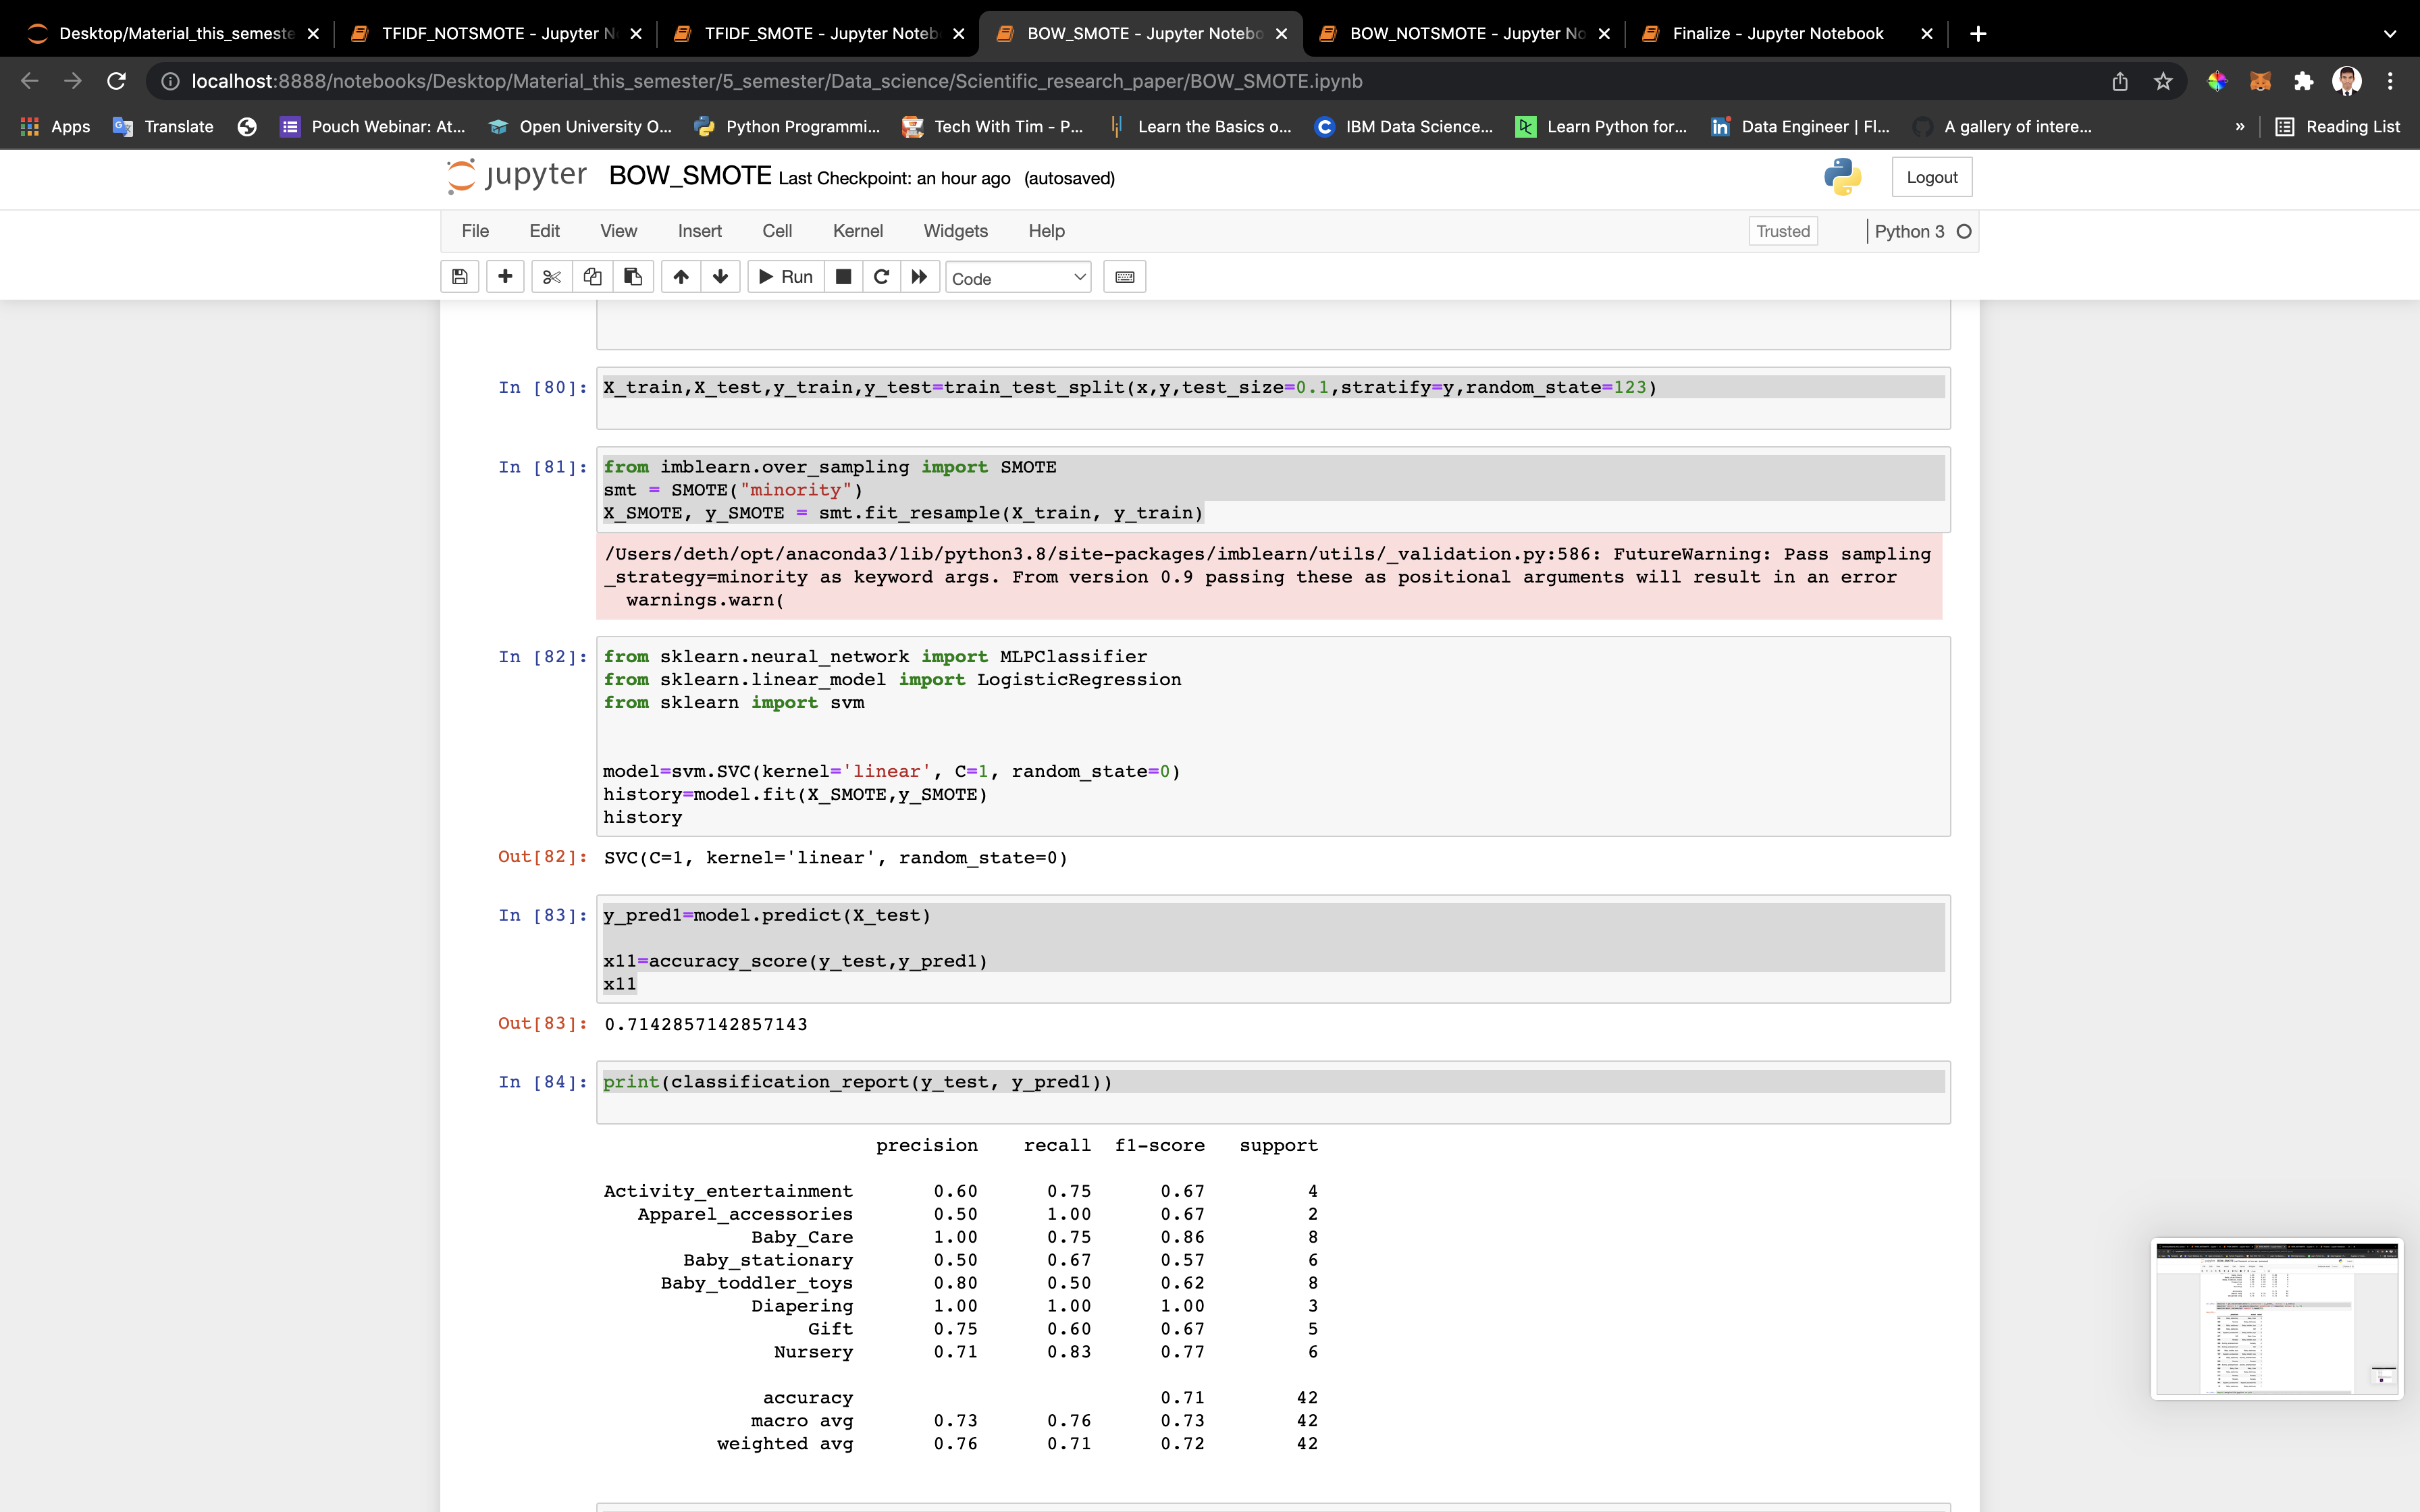 Desktop/Material_this_semeste
TFIDF_NOTSMOTE - Jupyter N
TFIDF_SMOTE - Jupyter Noteb
BOW_SMOTE - Jupyter Notebo
BOW_NOTSMOTE - Jupyter No
Finalize - Jupyter Notebook
localhost:8888/notebooks/Desktop/Material_this_semester/5_semester/Data_science/Scientific_research_paper/BOW_SMOTE.ipynb
Apps Translate Pouch Webinar: At... Open University O... Python Programmi... Tech With Tim - P... Learn the Basics o... IBM Data Science... Learn Python for... Data Engineer | Fl... A gallery of intere... » Reading List
jupyter BOW_SMOTE Last Checkpoint: an hour ago (autosaved) Logout
File Edit View Insert Cell Kernel Widgets Help Trusted Python 3
Run Code
In [80]: X_train,X_test,y_train,y_test=train_test_split(x,y,test_size=0.1,stratify=y,random_state=123)
In [81]: from imblearn.over_sampling import SMOTE
smt = SMOTE("minority")
X_SMOTE, y_SMOTE = smt.fit_resample(X_train, y_train)
/Users/deth/opt/anaconda3/lib/python3.8/site-packages/imblearn/utils/_validation.py:586: FutureWarning: Pass sampling
_strategy=minority as keyword args. From version 0.9 passing these as positional arguments will result in an error
warnings.warn(
In [82]: from sklearn.neural_network import MLPClassifier
from sklearn.linear_model import LogisticRegression
from sklearn import svm
model=svm.SVC(kernel='linear', C=1, random_state=0)
history=model.fit(X_SMOTE,y_SMOTE)
history
Out[82]: SVC(C=1, kernel='linear', random_state=0)
In [83]: y_pred1=model.predict(X_test)
x11=accuracy_score(y_test,y_pred1)
x11
Out[83]: 0.7142857142857143
In [84]: print(classification_report(y_test, y_pred1))
precision recall f1-score support
Activity_entertainment 0.60 0.75 0.67 4
Apparel_accessories 0.50 1.00 0.67 2
Baby_Care 1.00 0.75 0.86 8
Baby_stationary 0.50 0.67 0.57 6
Baby_toddler_toys 0.80 0.50 0.62 8
Diapering 1.00 1.00 1.00 3
Gift 0.75 0.60 0.67 5
Nursery 0.71 0.83 0.77 6
accuracy 0.71 42
macro avg 0.73 0.76 0.73 42
weighted avg 0.76 0.71 0.72 42